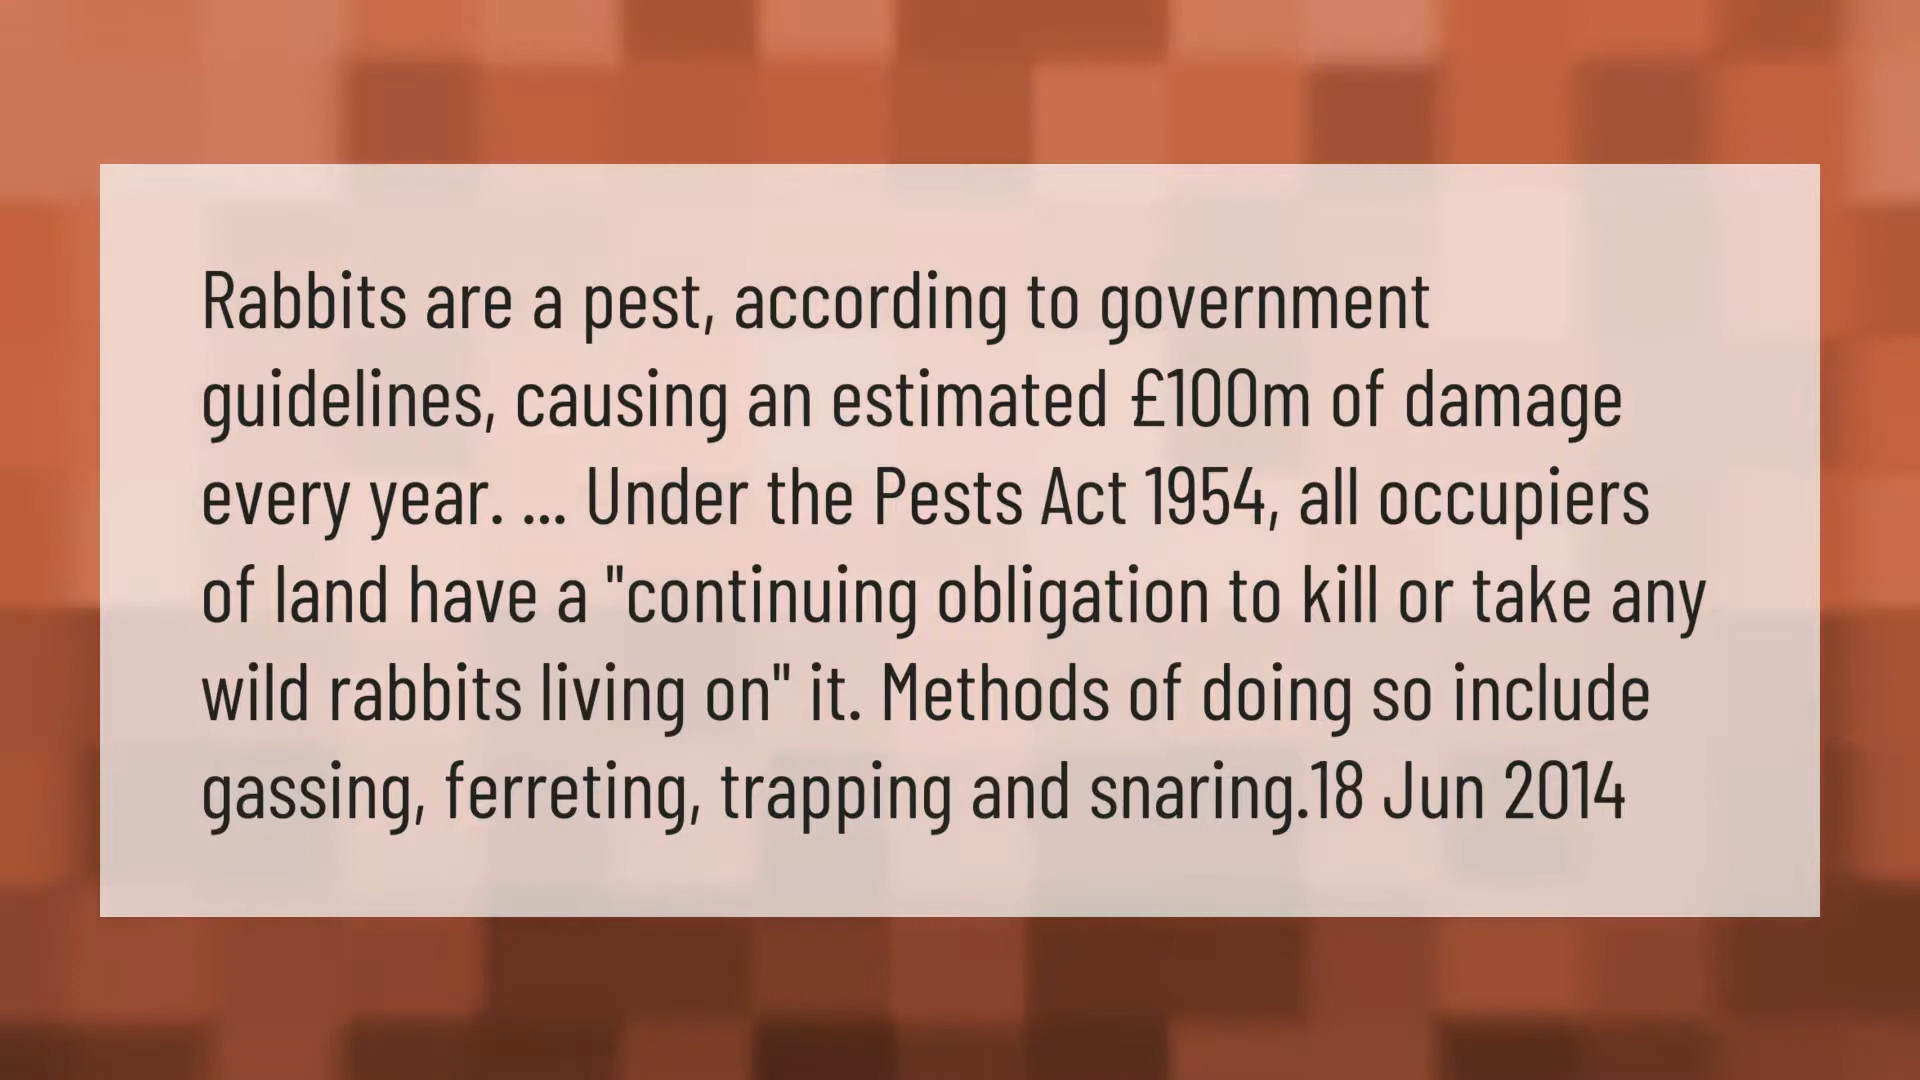 Rabbits are a pest, according to government
guidelines, causing an estimated £100m of damage
every year. ... Under the Pests Act 1954, all occupiers
of land have a "continuing obligation to kill or take any
wild rabbits living on" it. Methods of doing so include
gassing, ferreting, trapping and snaring.18 Jun 2014